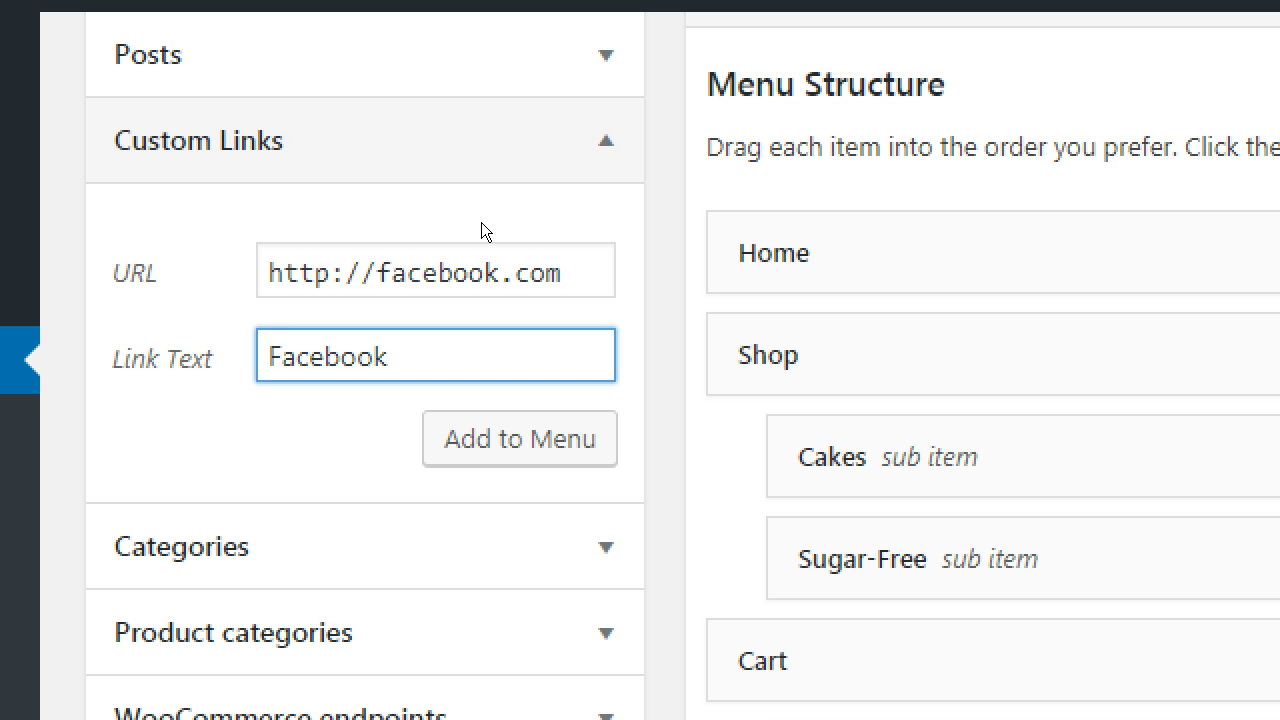 Posts
Custom Links
URL http://facebook.com
Link Text Facebook
Add to Menu
Categories
Product categories
WooCommerce endpoints
Menu Structure
Drag each item into the order you prefer. Click the
Home
Shop
Cakes sub item
Sugar-Free sub item
Cart